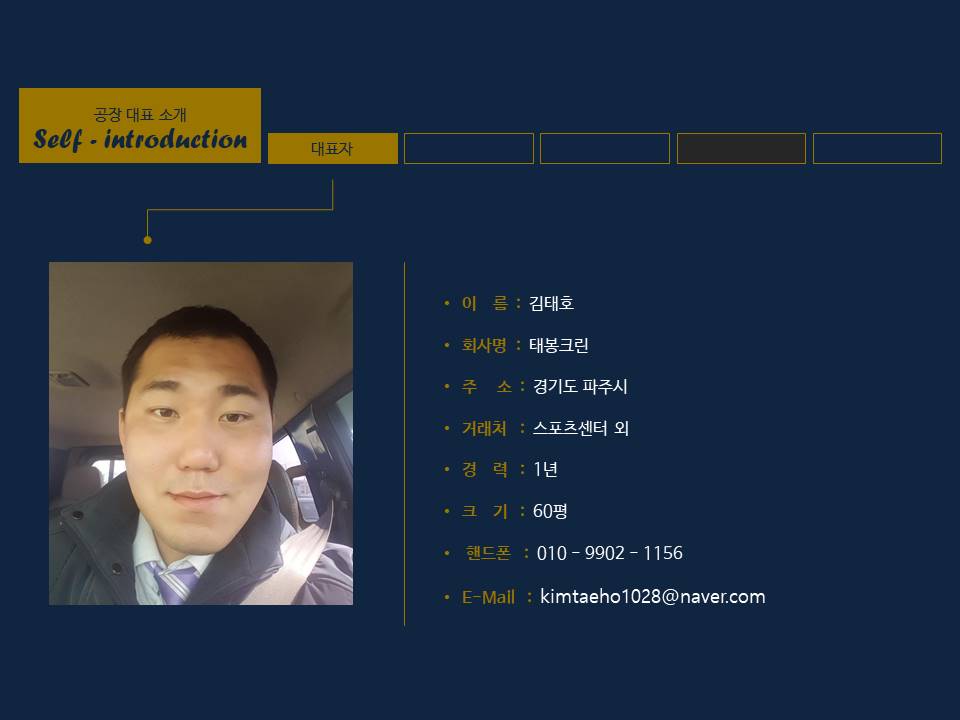 공장 대표 소개
Self - introduction
대표자
• 이 름 : 김태호
• 회사명 : 태봉크린
• 주 소 : 경기도 파주시
• 거래처 : 스포츠센터 외
• 경 력 : 1년
• 크 기 : 60평
• 핸드폰 : 010 - 9902 - 1156
• E-Mail : kimtaeho1028@naver.com